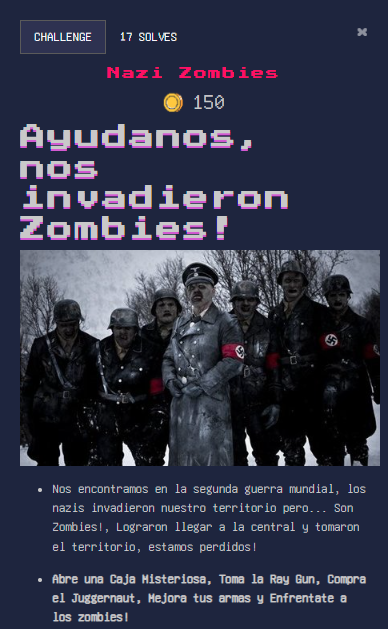 CHALLENGE 17 SOLVES ×
Nazi Zombies
150
Ayudanos,
nos
invadieron
Zombies!
Nos encontramos en la segunda guerra mundial, los
nazis invadieron nuestro territorio pero... Son
Zombies!, Lograron llegar a la central y tomaron
el territorio, estamos perdidos!
Abre una Caja Misteriosa, Toma la Ray Gun, Compra
el Juggernaut, Mejora tus armas y Enfrentate a
los zombies!